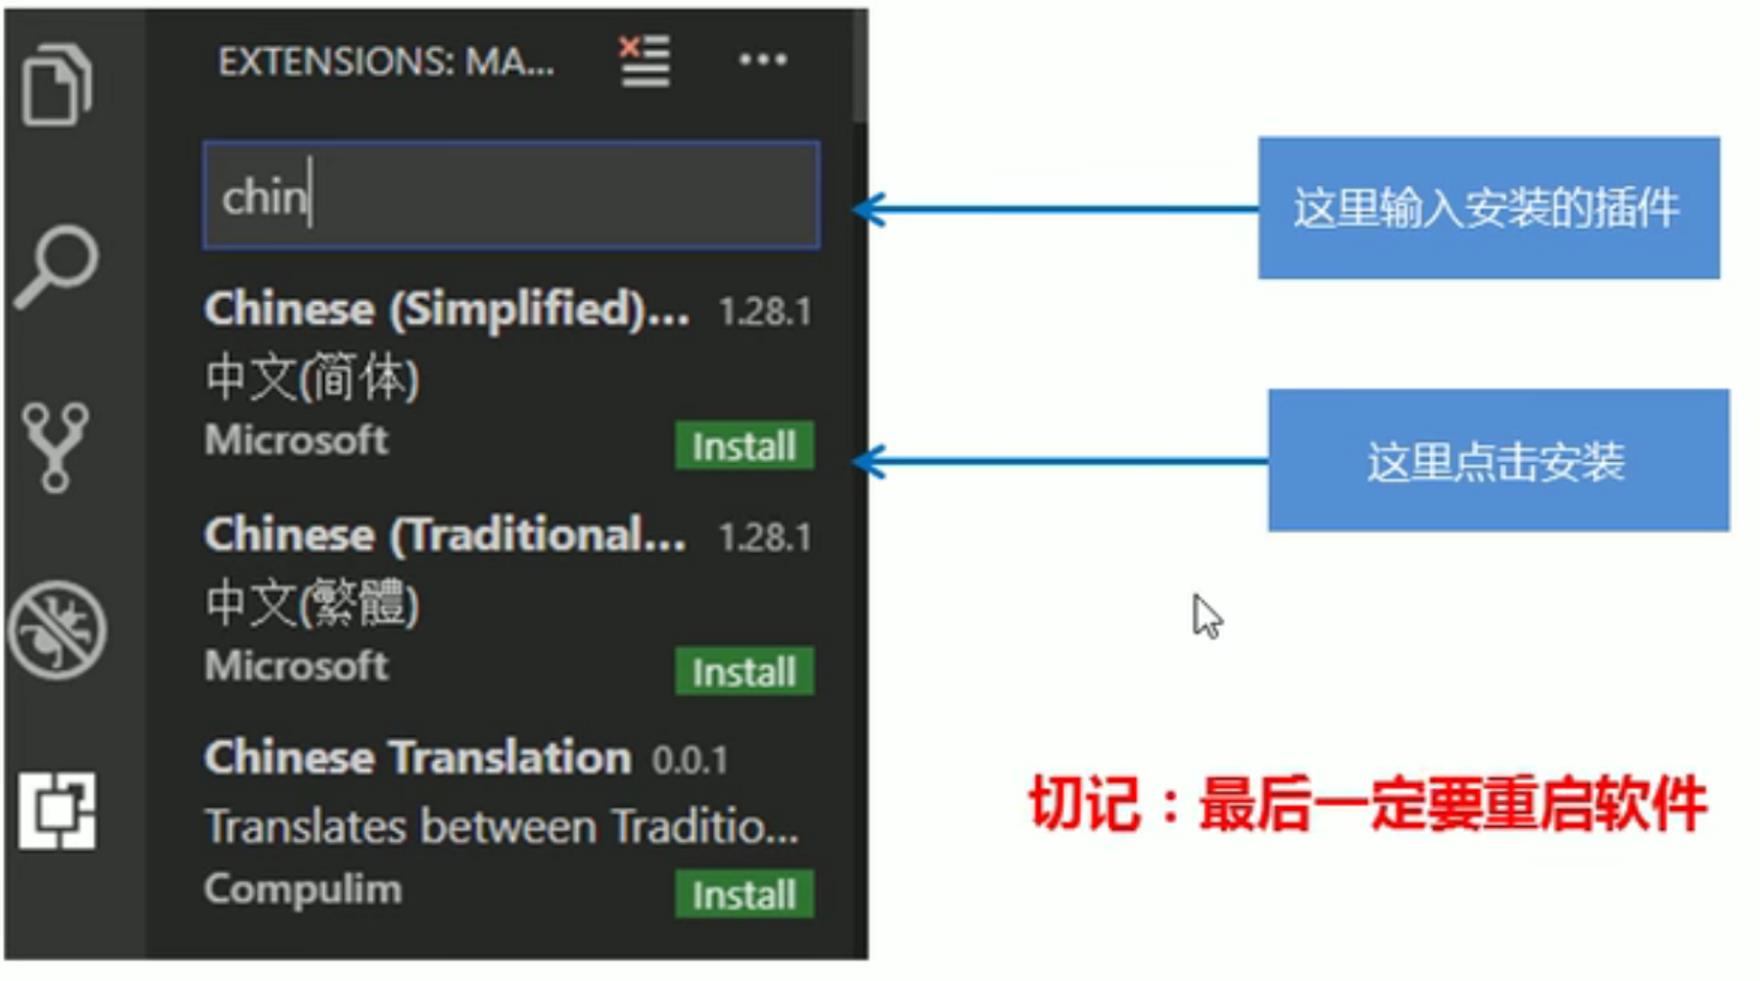 EXTENSIONS: MA...
chin
Chinese (Simplified)... 1.28.1
中文(简体)
Microsoft Install
Chinese (Traditional... 1.28.1
中文(繁體)
Microsoft Install
Chinese Translation 0.0.1
Translates between Traditio...
Compulim Install
这里输入安装的插件
这里点击安装
切记：最后一定要重启软件